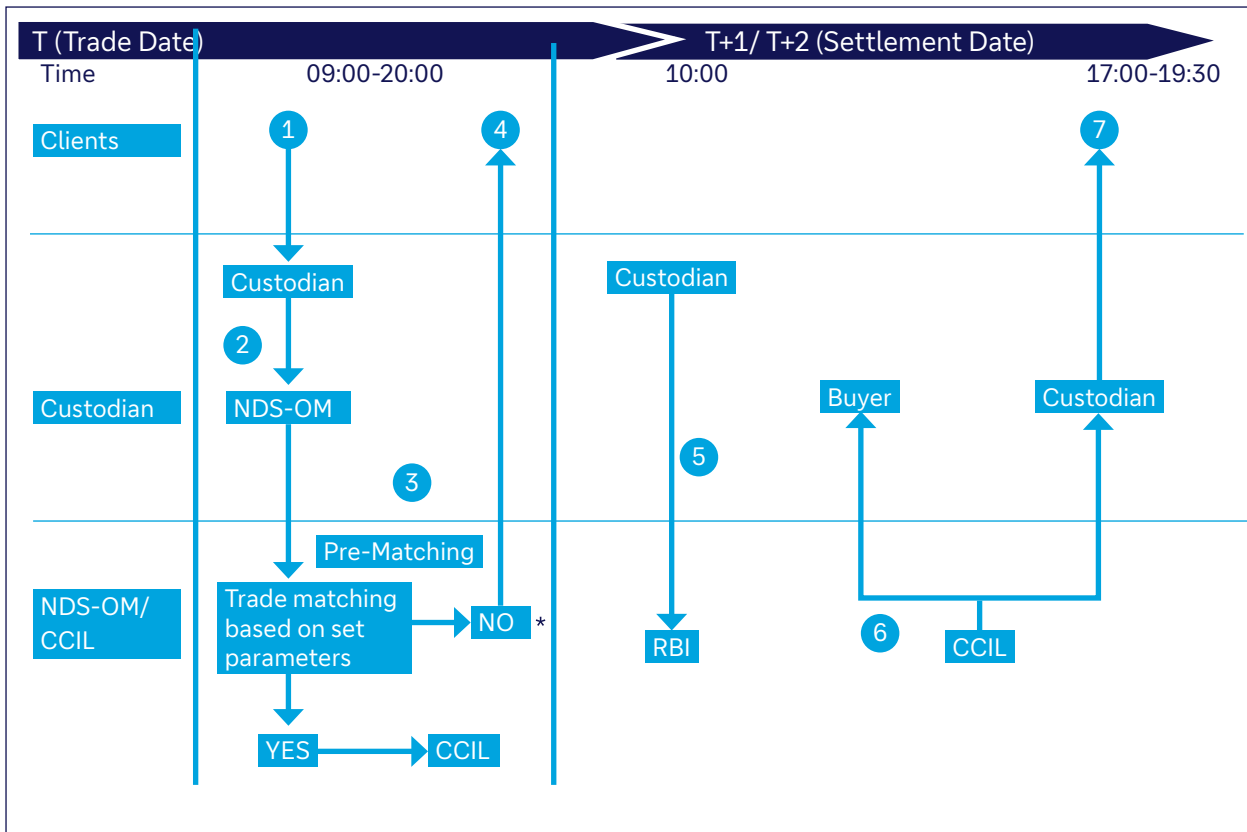 T (Trade Date)
T+1/ T+2 (Settlement Date)
Time
09:00-20:00
10:00
17:00-19:30
Clients
1
4
7
Custodian
Custodian
2
Custodian
NDS-OM
Buyer
Custodian
3
5
Pre-Matching
NDS-OM/
CCIL
Trade matching
based on set
parameters
NO *
RBI
6
CCIL
YES
CCIL